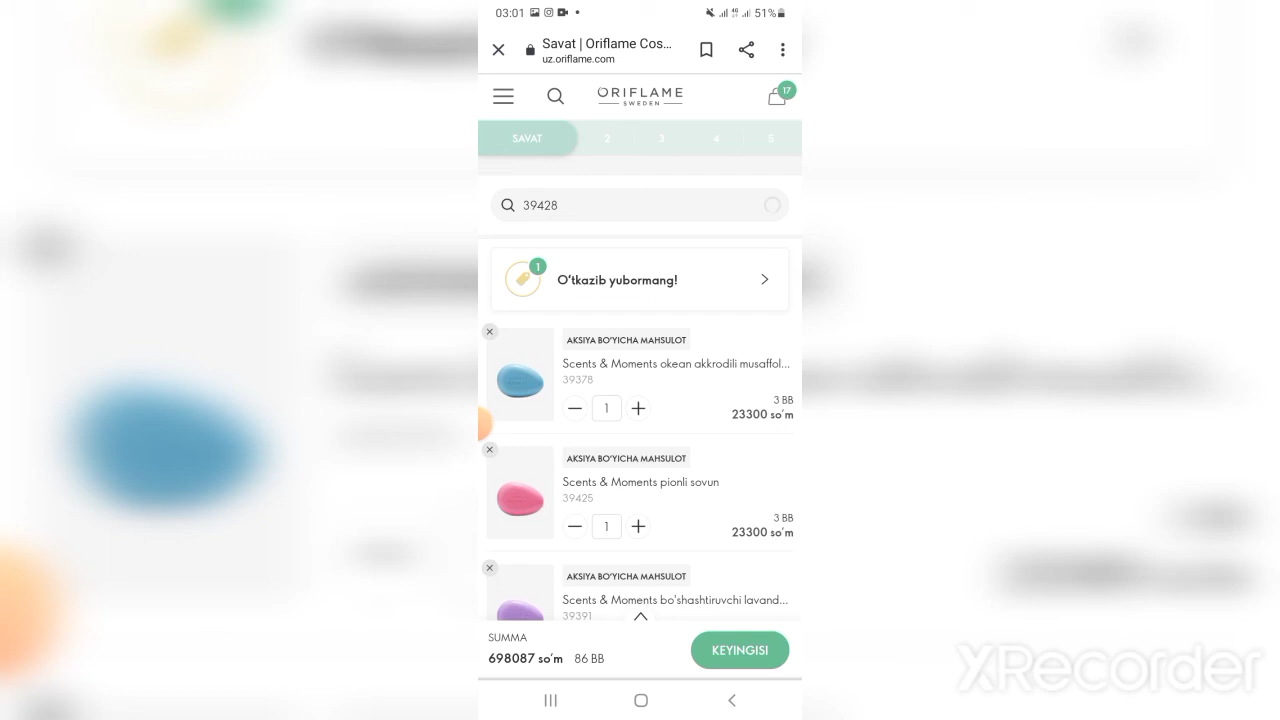 03:01
51%
Savat | Oriflame Cos...
uz.oriflame.com
ORIFLAME
SWEDEN
17
SAVAT 2 3 4 5
39428
1
O‘tkazib yubormang!
AKSIYA BO‘YICHA MAHSULOT
Scents & Moments okean akkrodili musaffol...
39378
1
3 BB
23300 so‘m
AKSIYA BO‘YICHA MAHSULOT
Scents & Moments pionli sovun
39425
1
3 BB
23300 so‘m
AKSIYA BO‘YICHA MAHSULOT
Scents & Moments bo'shashtiruvchi lavand...
39391
SUMMA
698087 so‘m 86 BB
KEYINGISI
XRecorder